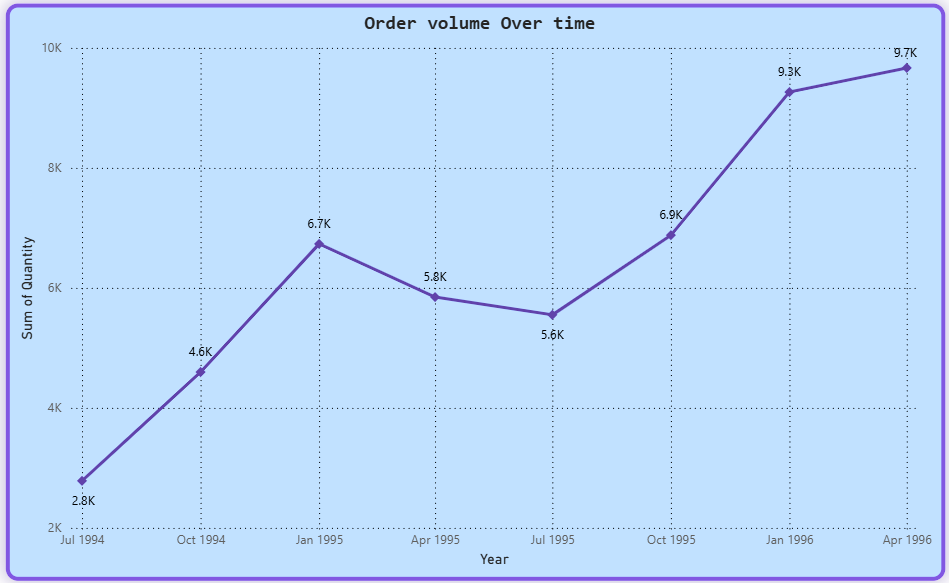 Order volume Over time
10K
8K
6K
4K
2K
Sum of Quantity
2.8K
4.6K
6.7K
5.8K
5.6K
6.9K
9.3K
9.7K
Jul 1994
Oct 1994
Jan 1995
Apr 1995
Jul 1995
Oct 1995
Jan 1996
Apr 1996
Year